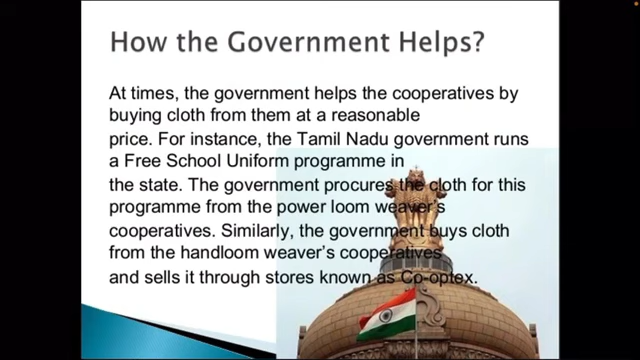 How the Government Helps?
At times, the government helps the cooperatives by
buying cloth from them at a reasonable
price. For instance, the Tamil Nadu government runs
a Free School Uniform programme in
the state. The government procures the cloth for this
programme from the power loom weaver's
cooperatives. Similarly, the government buys cloth
from the handloom weaver's cooperatives
and sells it through stores known as Co-optex.